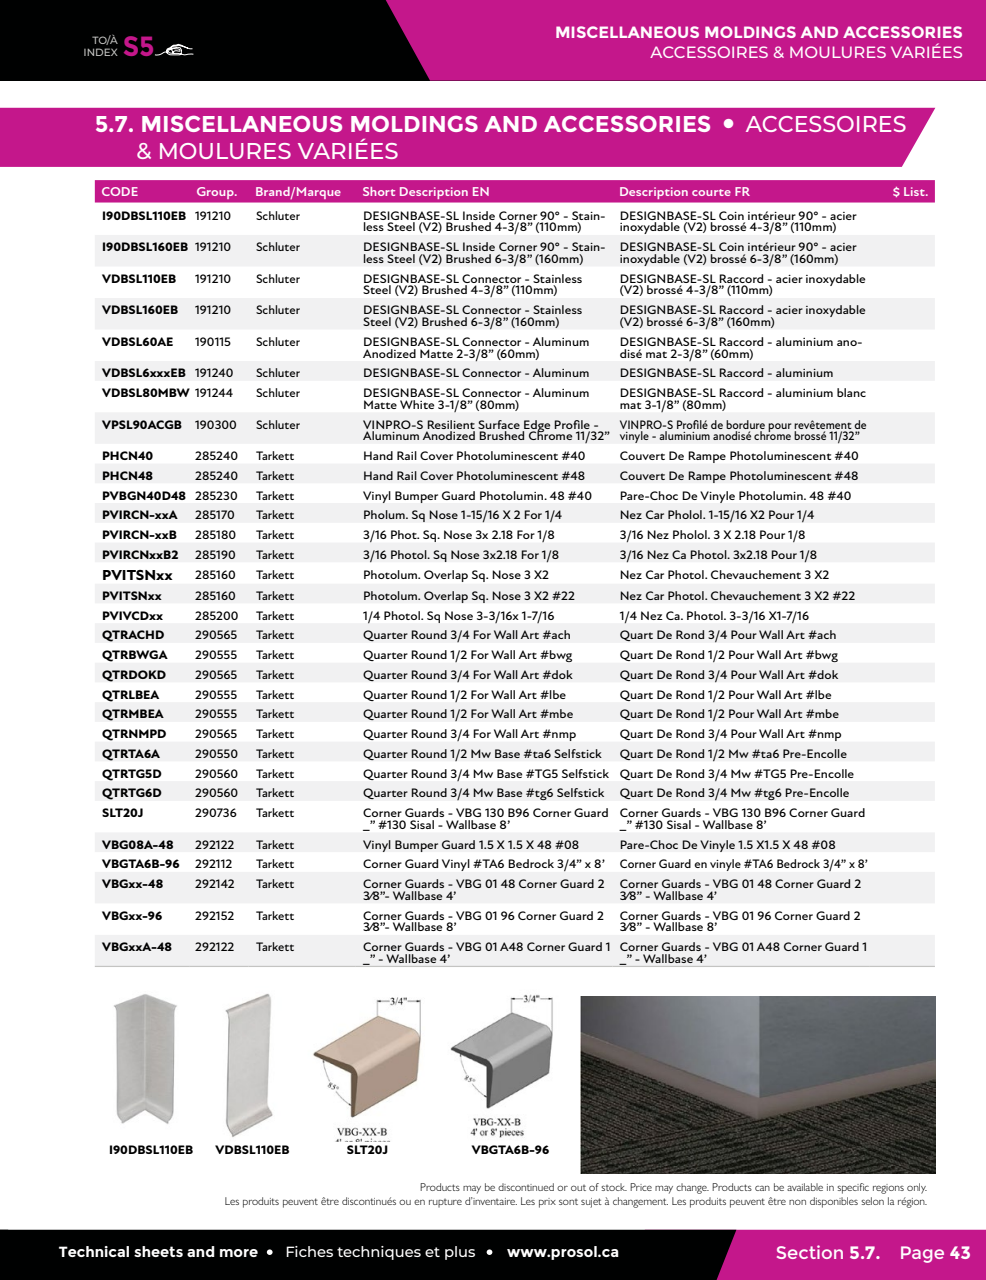 TO/À
INDEX S5
MISCELLANEOUS MOLDINGS AND ACCESSORIES
ACCESSOIRES & MOULURES VARIÉES
5.7. MISCELLANEOUS MOLDINGS AND ACCESSORIES • ACCESSOIRES
& MOULURES VARIÉES
CODE Group. Brand/Marque Short Description EN Description courte FR $ List.
I90DBSL110EB 191210 Schluter DESIGNBASE-SL Inside Corner 90° - Stain- DESIGNBASE-SL Coin intérieur 90° - acier
less Steel (V2) Brushed 4-3/8” (110mm) inoxydable (V2) brossé 4-3/8” (110mm)
I90DBSL160EB 191210 Schluter DESIGNBASE-SL Inside Corner 90° - Stain- DESIGNBASE-SL Coin intérieur 90° - acier
less Steel (V2) Brushed 6-3/8” (160mm) inoxydable (V2) brossé 6-3/8” (160mm)
VDBSL110EB 191210 Schluter DESIGNBASE-SL Connector - Stainless DESIGNBASE-SL Raccord - acier inoxydable
Steel (V2) Brushed 4-3/8” (110mm) (V2) brossé 4-3/8” (110mm)
VDBSL160EB 191210 Schluter DESIGNBASE-SL Connector - Stainless DESIGNBASE-SL Raccord - acier inoxydable
Steel (V2) Brushed 6-3/8” (160mm) (V2) brossé 6-3/8” (160mm)
VDBSL60AE 190115 Schluter DESIGNBASE-SL Connector - Aluminum DESIGNBASE-SL Raccord - aluminium ano-
Anodized Matte 2-3/8” (60mm) disé mat 2-3/8” (60mm)
VDBSL6xxxEB 191240 Schluter DESIGNBASE-SL Connector - Aluminum DESIGNBASE-SL Raccord - aluminium
VDBSL80MBW 191244 Schluter DESIGNBASE-SL Connector - Aluminum DESIGNBASE-SL Raccord - aluminium blanc
Matte White 3-1/8” (80mm) mat 3-1/8” (80mm)
VPSL90ACGB 190300 Schluter VINPRO-S Resilient Surface Edge Profile - VINPRO-S Profilé de bordure pour revêtement de
Aluminum Anodized Brushed Chrome 11/32” vinyle - aluminium anodisé chrome brossé 11/32”
PHCN40 285240 Tarkett Hand Rail Cover Photoluminescent #40 Couvert De Rampe Photoluminescent #40
PHCN48 285240 Tarkett Hand Rail Cover Photoluminescent #48 Couvert De Rampe Photoluminescent #48
PVBGN40D48 285230 Tarkett Vinyl Bumper Guard Photolumin. 48 #40 Pare-Choc De Vinyle Photolumin. 48 #40
PVIRCN-xxA 285170 Tarkett Pholum. Sq Nose 1-15/16 X 2 For 1/4 Nez Car Pholol. 1-15/16 X2 Pour 1/4
PVIRCN-xxB 285180 Tarkett 3/16 Phot. Sq. Nose 3x 2.18 For 1/8 3/16 Nez Pholol. 3 X 2.18 Pour 1/8
PVIRCNxxB2 285190 Tarkett 3/16 Photol. Sq Nose 3x2.18 For 1/8 3/16 Nez Ca Photol. 3x2.18 Pour 1/8
PVITSNxx 285160 Tarkett Photolum. Overlap Sq. Nose 3 X2 Nez Car Photol. Chevauchement 3 X2
PVITSNxx 285160 Tarkett Photolum. Overlap Sq. Nose 3 X2 #22 Nez Car Photol. Chevauchement 3 X2 #22
PVIVCDxx 285200 Tarkett 1/4 Photol. Sq Nose 3-3/16x 1-7/16 1/4 Nez Ca. Photol. 3-3/16 X1-7/16
QTRACHD 290565 Tarkett Quarter Round 3/4 For Wall Art #ach Quart De Rond 3/4 Pour Wall Art #ach
QTRBWGA 290555 Tarkett Quarter Round 1/2 For Wall Art #bwg Quart De Rond 1/2 Pour Wall Art #bwg
QTRDOKD 290565 Tarkett Quarter Round 3/4 For Wall Art #dok Quart De Rond 3/4 Pour Wall Art #dok
QTRLBEA 290555 Tarkett Quarter Round 1/2 For Wall Art #lbe Quart De Rond 1/2 Pour Wall Art #lbe
QTRMBEA 290555 Tarkett Quarter Round 1/2 For Wall Art #mbe Quart De Rond 1/2 Pour Wall Art #mbe
QTRNMPD 290565 Tarkett Quarter Round 3/4 For Wall Art #nmp Quart De Rond 3/4 Pour Wall Art #nmp
QTRTA6A 290550 Tarkett Quarter Round 1/2 Mw Base #ta6 Selfstick Quart De Rond 1/2 Mw #ta6 Pre-Encolle
QTRTG5D 290560 Tarkett Quarter Round 3/4 Mw Base #TG5 Selfstick Quart De Rond 3/4 Mw #TG5 Pre-Encolle
QTRTG6D 290560 Tarkett Quarter Round 3/4 Mw Base #tg6 Selfstick Quart De Rond 3/4 Mw #tg6 Pre-Encolle
SLT20J 290736 Tarkett Corner Guards - VBG 130 B96 Corner Guard Corner Guards - VBG 130 B96 Corner Guard
_” #130 Sisal - Wallbase 8’ _” #130 Sisal - Wallbase 8’
VBG08A-48 292122 Tarkett Vinyl Bumper Guard 1.5 X 1.5 X 48 #08 Pare-Choc De Vinyle 1.5 X1.5 X 48 #08
VBGTA6B-96 292112 Tarkett Corner Guard Vinyl #TA6 Bedrock 3/4” x 8’ Corner Guard en vinyle #TA6 Bedrock 3/4” x 8’
VBGxx-48 292142 Tarkett Corner Guards - VBG 01 48 Corner Guard 2 Corner Guards - VBG 01 48 Corner Guard 2
3⁄8”- Wallbase 4’ 3⁄8” - Wallbase 4’
VBGxx-96 292152 Tarkett Corner Guards - VBG 01 96 Corner Guard 2 Corner Guards - VBG 01 96 Corner Guard 2
3⁄8”- Wallbase 8’ 3⁄8” - Wallbase 8’
VBGxxA-48 292122 Tarkett Corner Guards - VBG 01 A48 Corner Guard 1 Corner Guards - VBG 01 A48 Corner Guard 1
_” - Wallbase 4’ _” - Wallbase 4’
3/4" 3/4"
85° 85°
VBG-XX-B VBG-XX-B
4' or 8' pieces 4' or 8' pieces
I90DBSL110EB VDBSL110EB SLT20J VBGTA6B-96
Products may be discontinued or out of stock. Price may change. Products can be available in specific regions only.
Les produits peuvent être discontinués ou en rupture d’inventaire. Les prix sont sujet à changement. Les produits peuvent être non disponibles selon la région.
Technical sheets and more • Fiches techniques et plus • www.prosol.ca
Section 5.7. Page 43